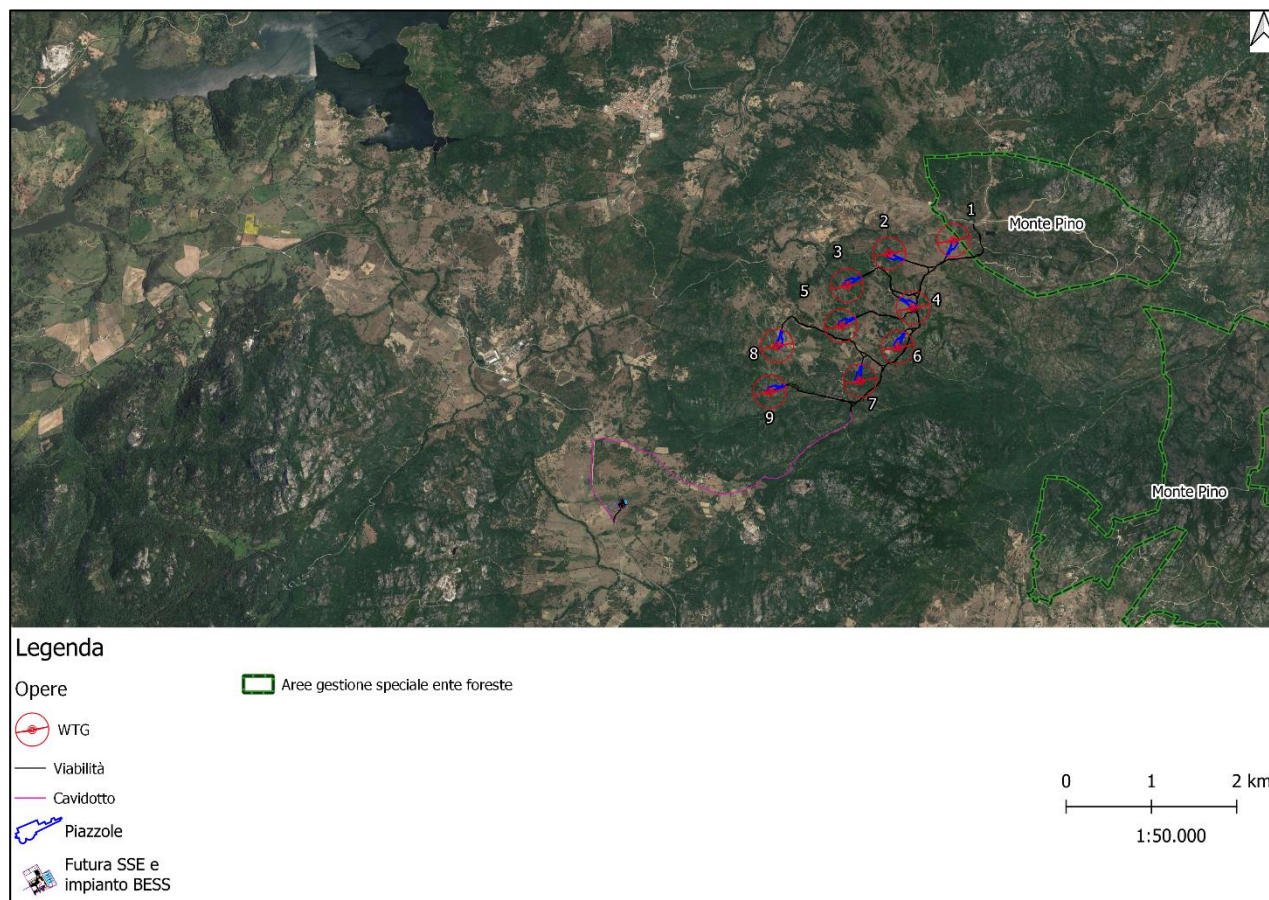 1
Monte Pino
2
3
5
4
8
6
7
9
Monte Pino
Legenda
Opere
Aree gestione speciale ente foreste
WTG
Viabilità
Cavidotto
Piazzole
Futura SSE e
impianto BESS
0 1 2 km
1:50.000